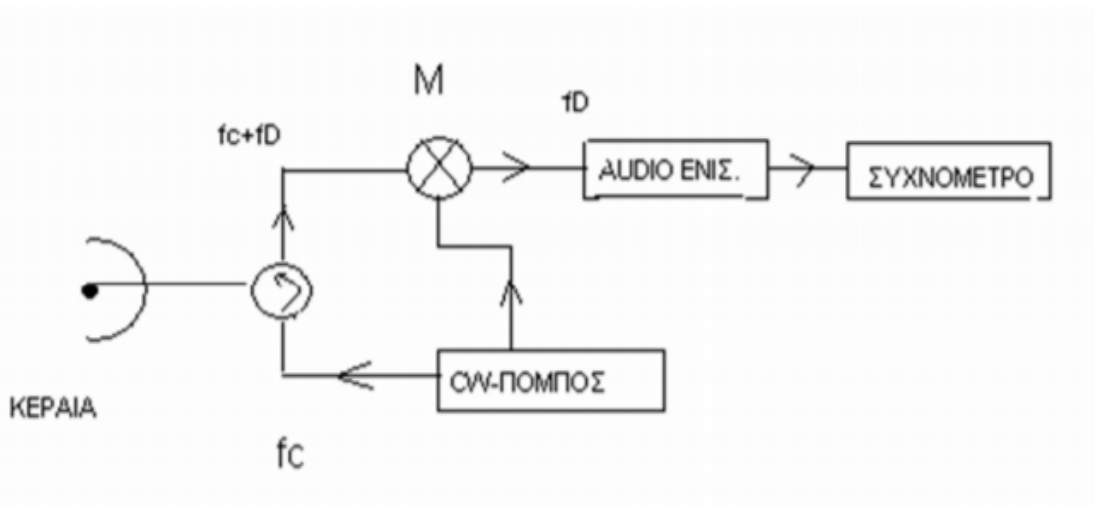 M
fD
fc+fD
AUDIO ΕΝΙΣ.
ΣΥΧΝΟΜΕΤΡΟ
CW-ΠΟΜΠΟΣ
ΚΕΡΑΙΑ
fc